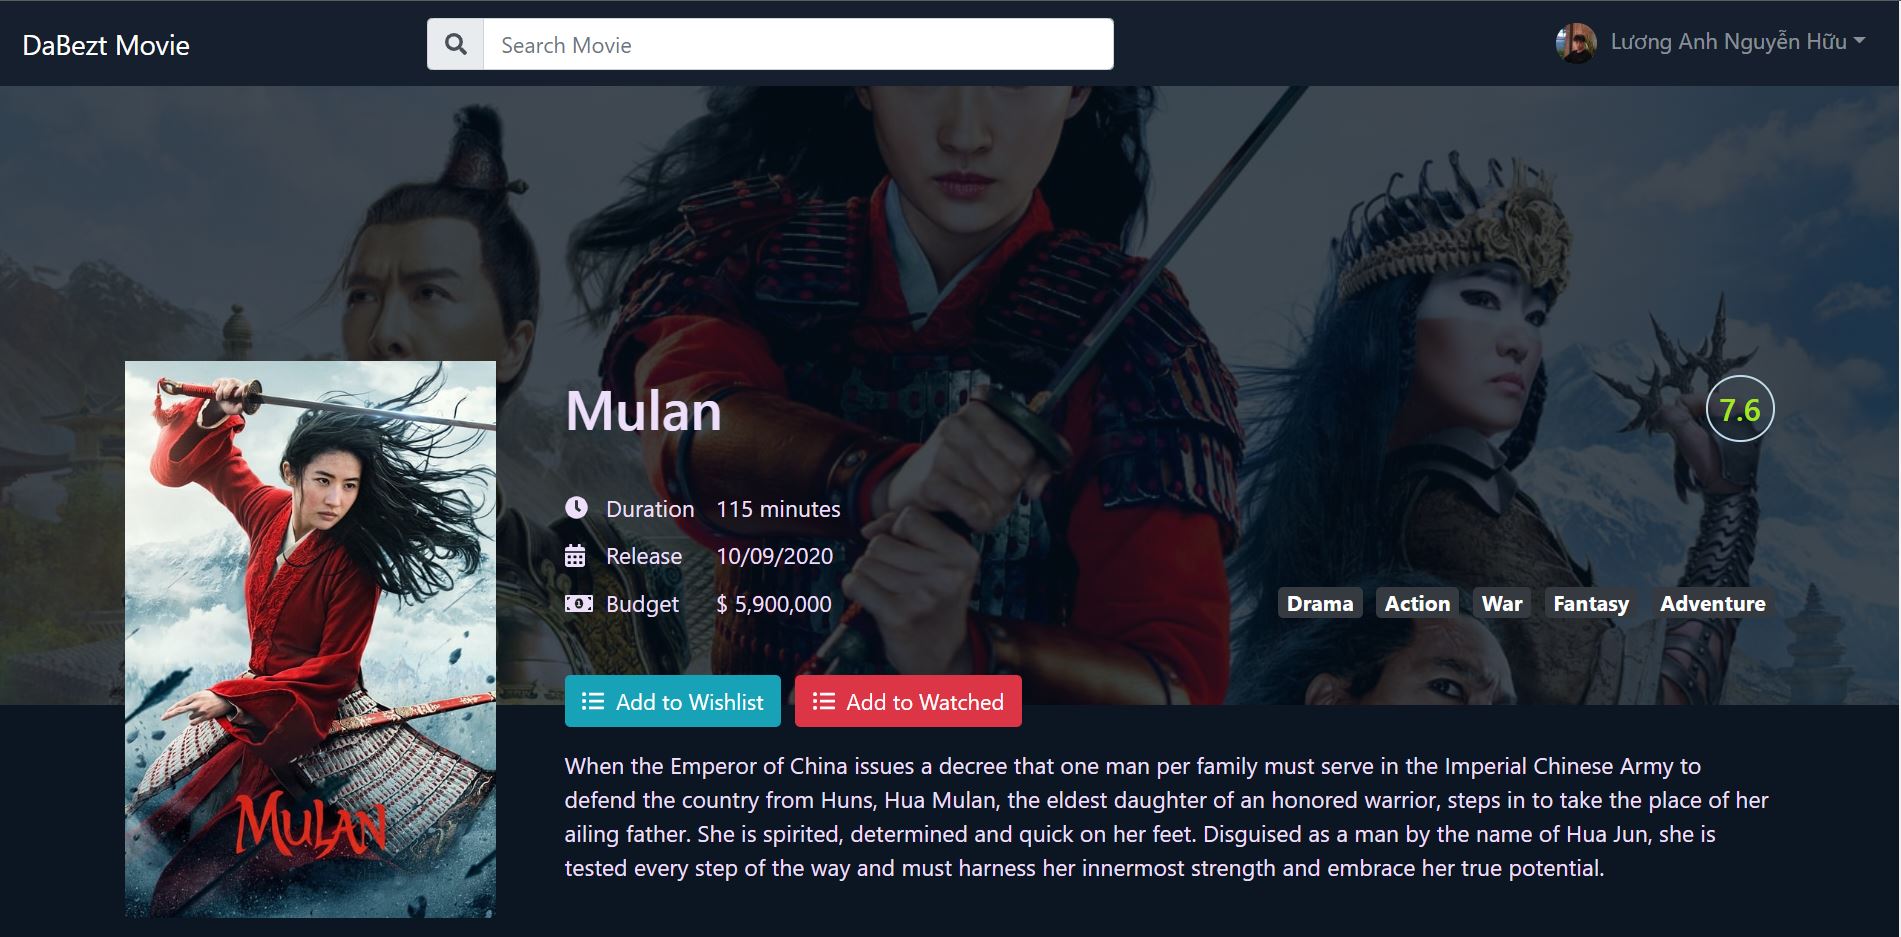 DaBezt Movie
Search Movie
Lương Anh Nguyễn Hữu
Mulan
7.6
Duration 115 minutes
Release 10/09/2020
Budget $ 5,900,000
Drama Action War Fantasy Adventure
Add to Wishlist Add to Watched
When the Emperor of China issues a decree that one man per family must serve in the Imperial Chinese Army to
defend the country from Huns, Hua Mulan, the eldest daughter of an honored warrior, steps in to take the place of her
ailing father. She is spirited, determined and quick on her feet. Disguised as a man by the name of Hua Jun, she is
tested every step of the way and must harness her innermost strength and embrace her true potential.
MULAN